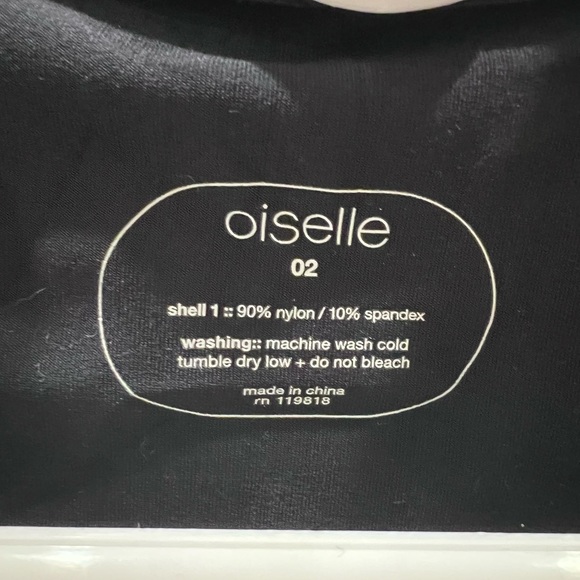 oiselle
02
shell 1 :: 90% nylon / 10% spandex
washing:: machine wash cold
tumble dry low + do not bleach
made in china
rn 119818